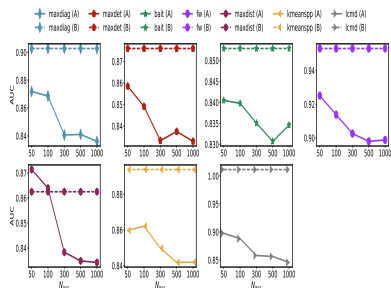 maxdiag (A) maxdet (A) bait (A) fw (A) maxdist (A) kmeanspp (A) lcmd (A)
maxdiag (B) maxdet (B) bait (B) fw (B) maxdist (B) kmeanspp (B) lcmd (B)
0.90 0.87 0.850 0.94
0.88 0.86 0.845
AUC 0.86 0.85 0.840 0.92
0.84 0.84 0.835 0.90
0.830
50 100 300 500 1000 50 100 300 500 1000 50 100 300 500 1000 50 100 300 500 1000
0.87 0.88 1.00
0.86 0.95
AUC 0.85 0.86 0.90
0.84 0.84 0.85
50 100 300 500 1000 50 100 300 500 1000 50 100 300 500 1000
N N N